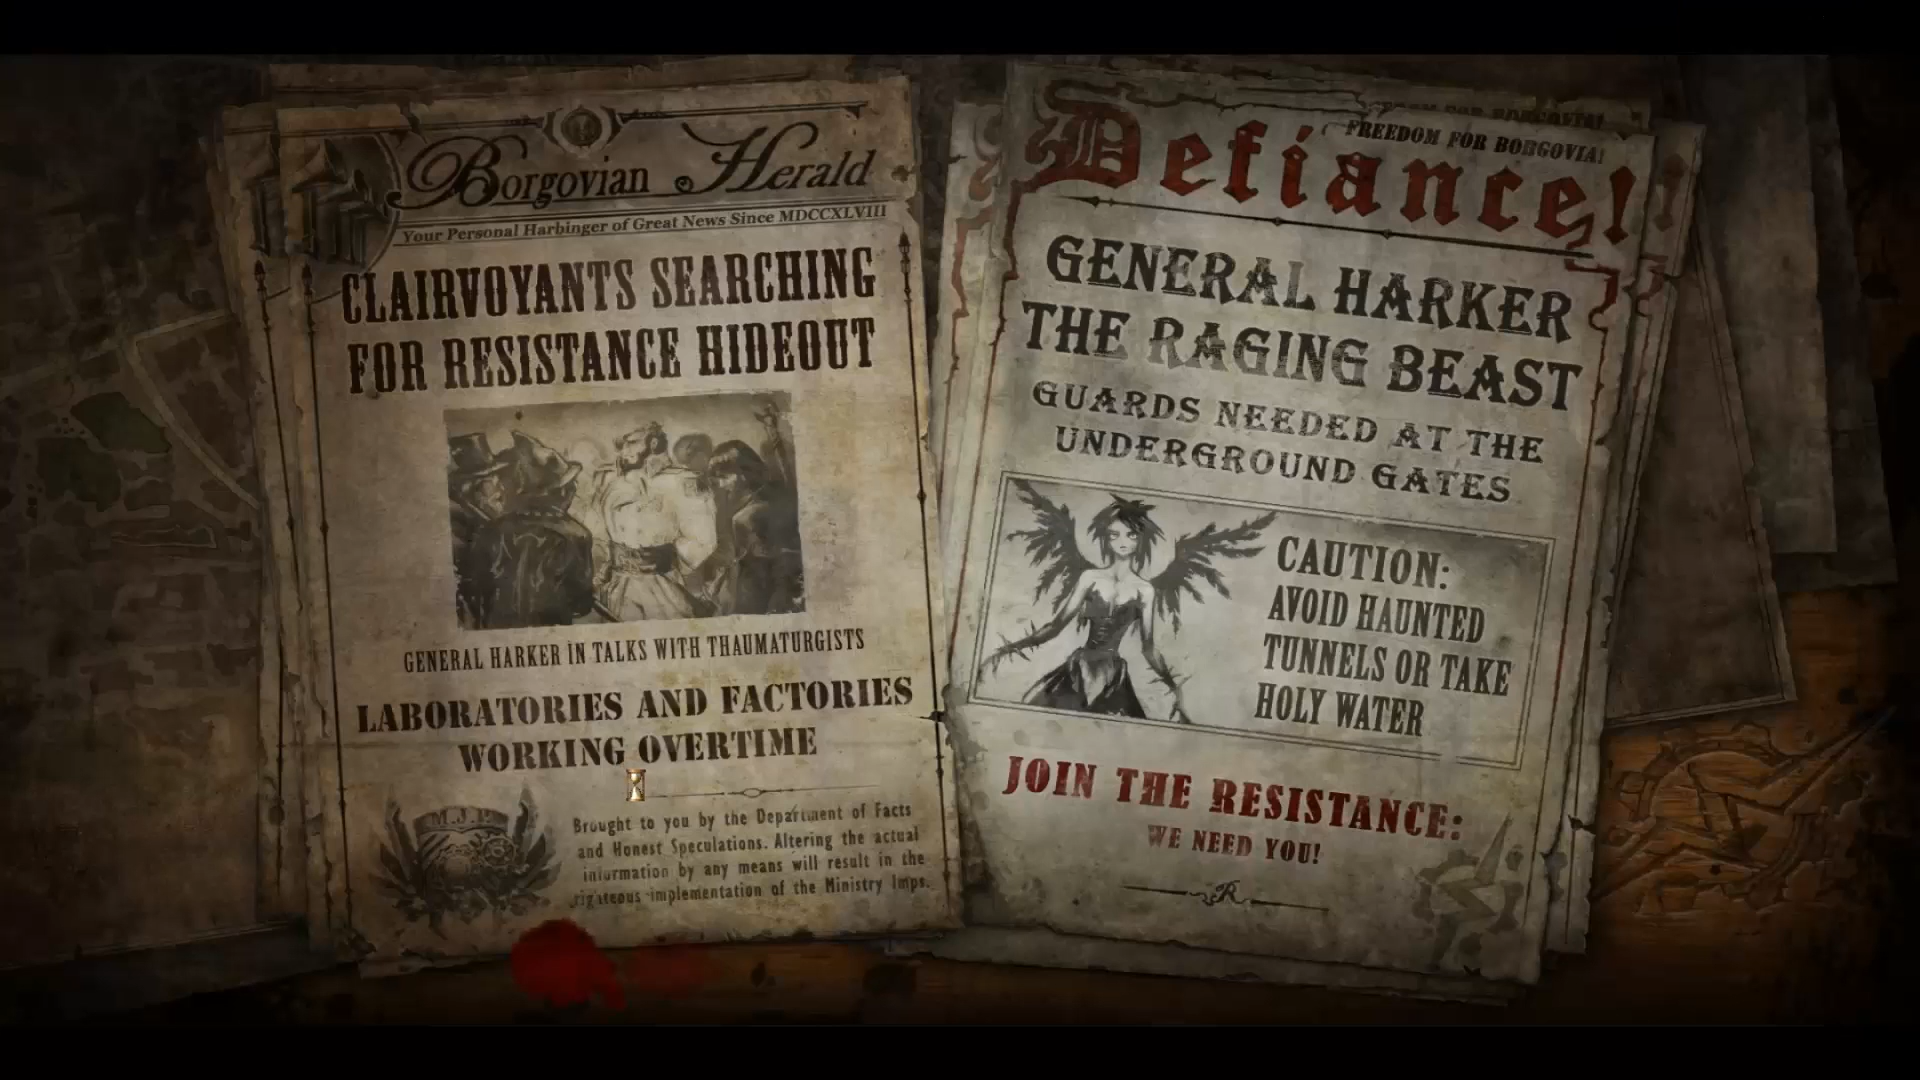 Borgovian Herald
Your Personal Harbinger of Great News Since MDCCXLVIII
CLAIRVOYANTS SEARCHING
FOR RESISTANCE HIDEOUT
GENERAL HARKER IN TALKS WITH THAUMATURGISTS
LABORATORIES AND FACTORIES
WORKING OVERTIME
Brought to you by the Department of Facts
and Honest Speculations. Altering the actual
information by any means will result in the
righteous implementation of the Ministry Imps.
FREEDOM FOR BORGOVIA!
Defiance!
GENERAL HARKER
THE RAGING BEAST
GUARDS NEEDED AT THE
UNDERGROUND GATES
CAUTION:
AVOID HAUNTED
TUNNELS OR TAKE
HOLY WATER
JOIN THE RESISTANCE:
WE NEED YOU!
R